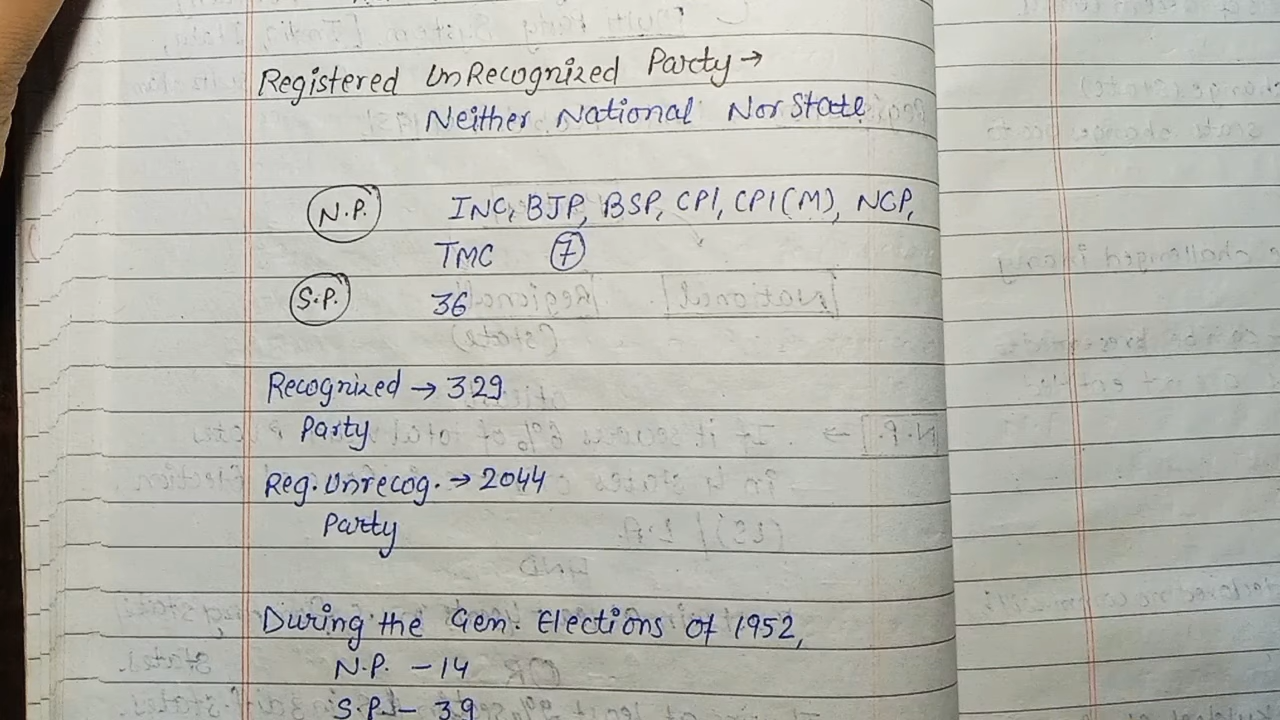 Registered UnRecognized Party →
Neither National Nor State
N.P. INC, BJP, BSP, CPI, CPI(M), NCP,
TMC 7
S.P. 36
Recognized → 329
Party
Reg. Unrecog. → 2044
Party
During the Gen. Elections of 1952,
N.P. - 14
S.P. - 39